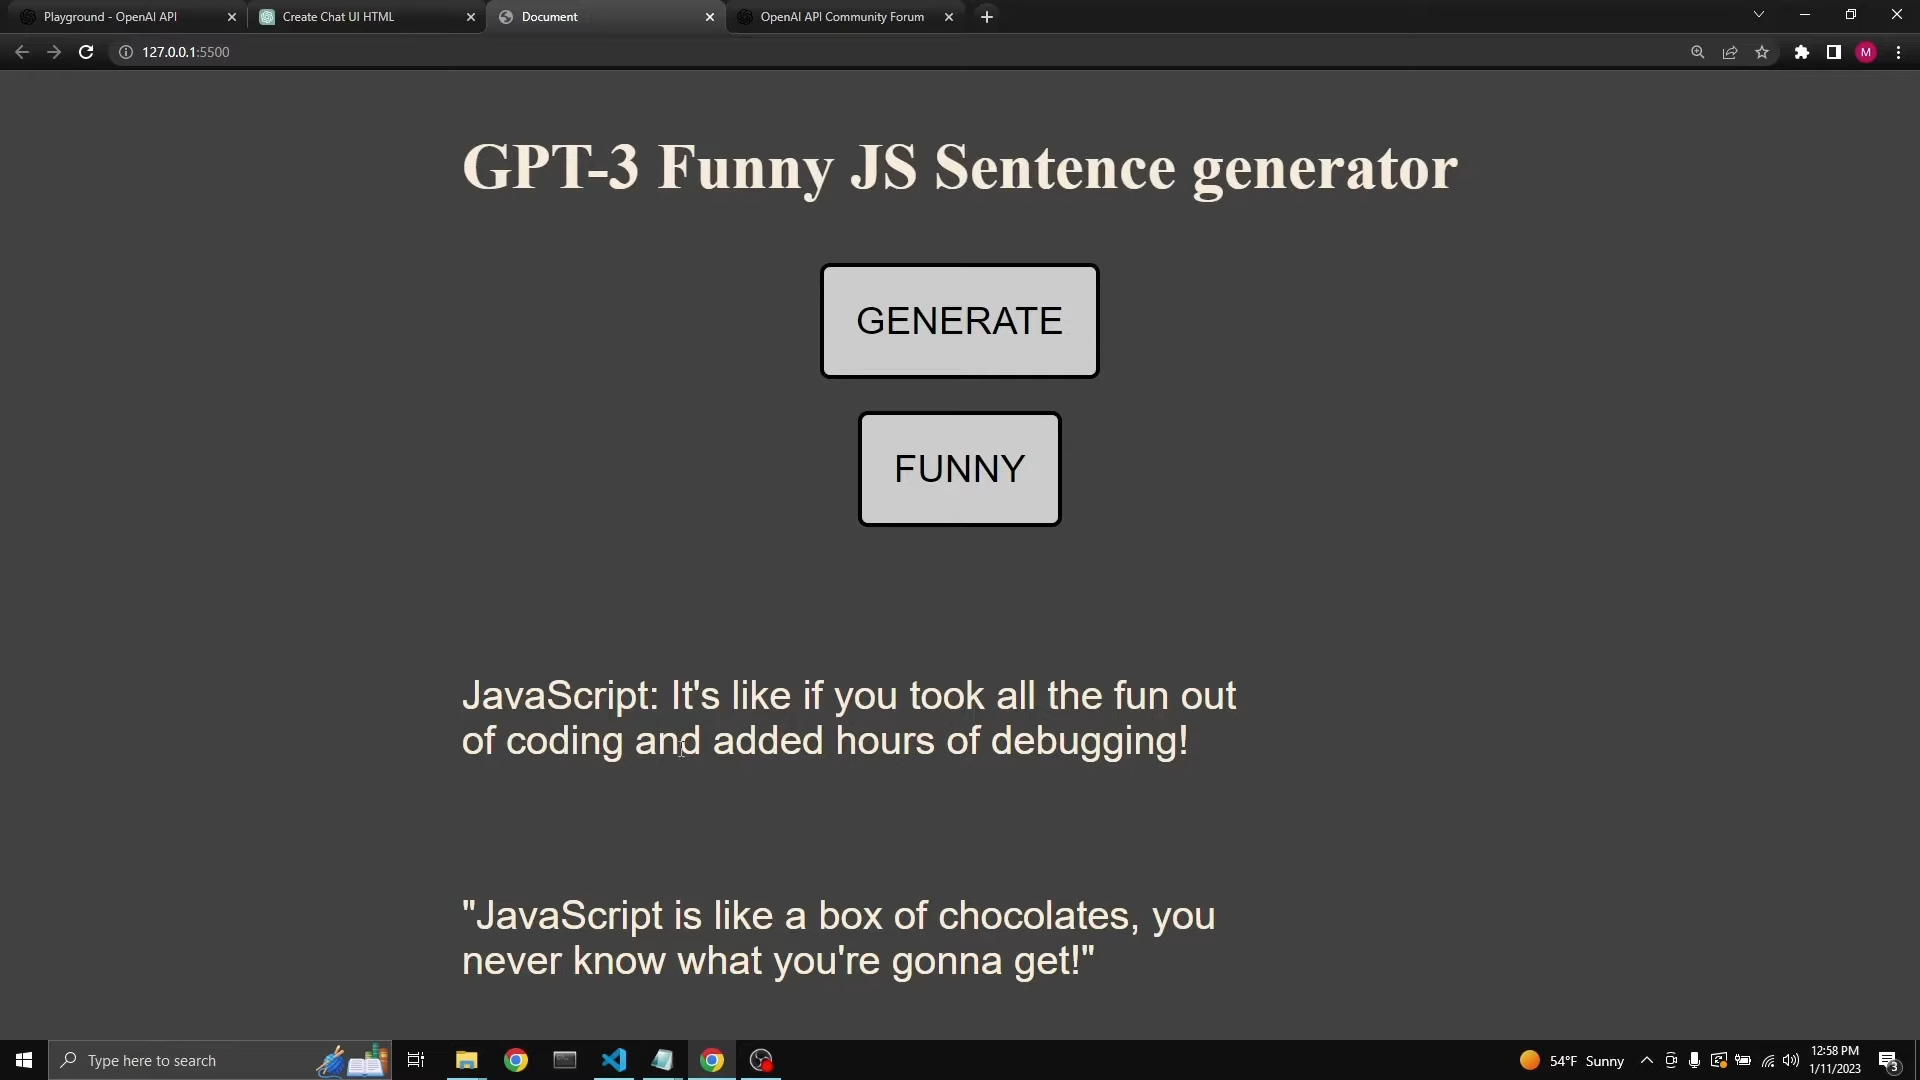 Playground - OpenAI API
Create Chat UI HTML
Document
OpenAI API Community Forum
127.0.0.1:5500
M
GPT-3 Funny JS Sentence generator
GENERATE
FUNNY
JavaScript: It's like if you took all the fun out
of coding and added hours of debugging!
"JavaScript is like a box of chocolates, you
never know what you're gonna get!"
Type here to search
54°F Sunny
12:58 PM
1/11/2023
3